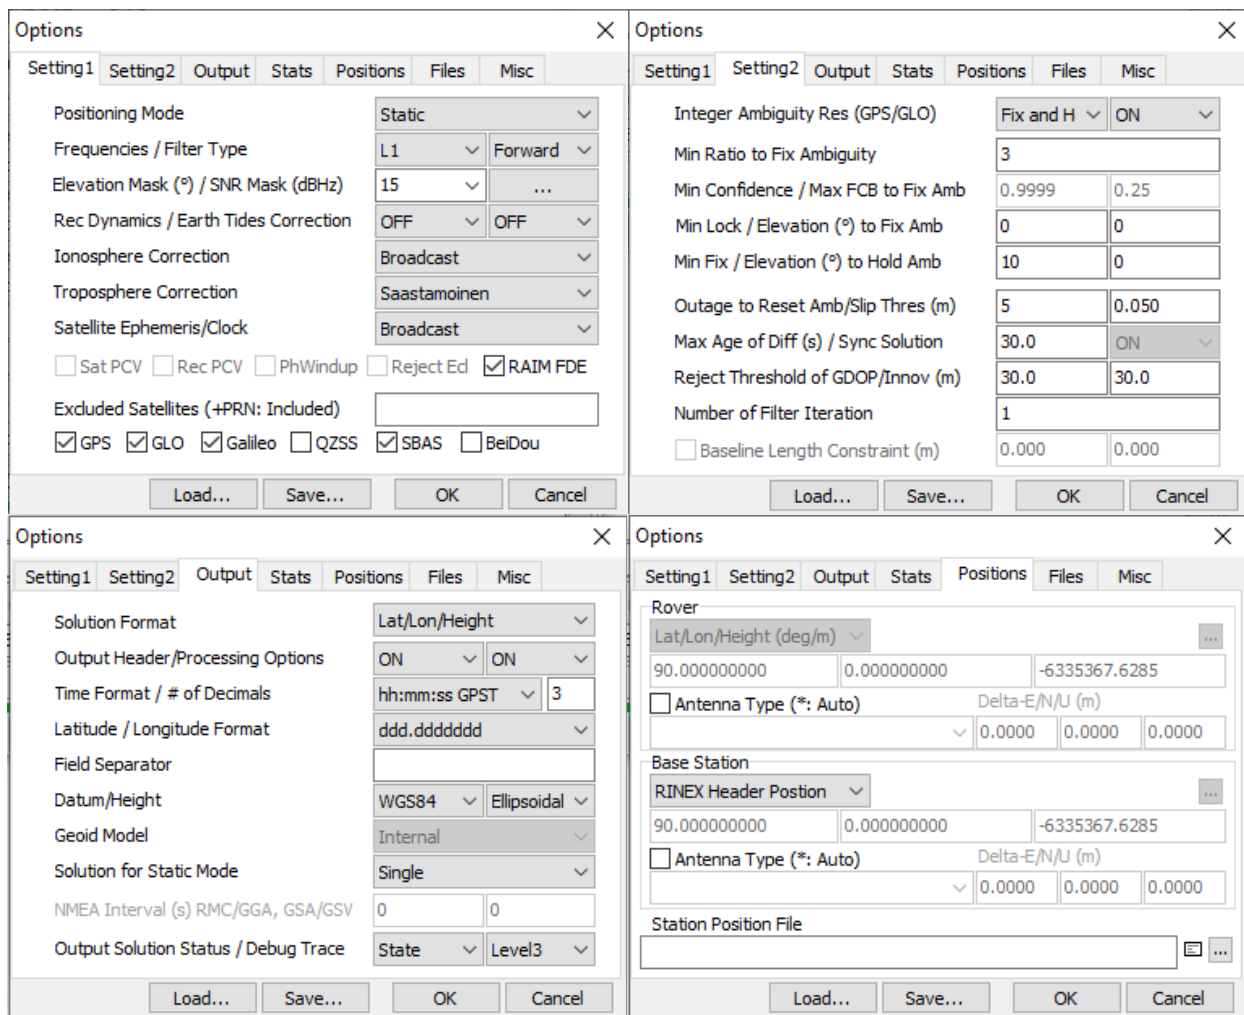 Options
Setting1 Setting2 Output Stats Positions Files Misc
Positioning Mode Static
Frequencies / Filter Type L1 Forward
Elevation Mask (°) / SNR Mask (dBHz) 15 ...
Rec Dynamics / Earth Tides Correction OFF OFF
Ionosphere Correction Broadcast
Troposphere Correction Saastamoinen
Satellite Ephemeris/Clock Broadcast
Sat PCV Rec PCV PhWindup Reject Ecl RAIM FDE
Excluded Satellites (+PRN: Included)
GPS GLO Galileo QZSS SBAS BeiDou
Load... Save... OK Cancel
Options
Setting1 Setting2 Output Stats Positions Files Misc
Integer Ambiguity Res (GPS/GLO) Fix and H ON
Min Ratio to Fix Ambiguity 3
Min Confidence / Max FCB to Fix Amb 0.9999 0.25
Min Lock / Elevation (°) to Fix Amb 0 0
Min Fix / Elevation (°) to Hold Amb 10 0
Outage to Reset Amb/Slip Thres (m) 5 0.050
Max Age of Diff (s) / Sync Solution 30.0 ON
Reject Threshold of GDOP/Innov (m) 30.0 30.0
Number of Filter Iteration 1
Baseline Length Constraint (m) 0.000 0.000
Load... Save... OK Cancel
Options
Setting1 Setting2 Output Stats Positions Files Misc
Solution Format Lat/Lon/Height
Output Header/Processing Options ON ON
Time Format / # of Decimals hh:mm:ss GPST 3
Latitude / Longitude Format ddd.ddddddd
Field Separator
Datum/Height WGS84 Ellipsoidal
Geoid Model Internal
Solution for Static Mode Single
NMEA Interval (s) RMC/GGA, GSA/GSV 0 0
Output Solution Status / Debug Trace State Level3
Load... Save... OK Cancel
Options
Setting1 Setting2 Output Stats Positions Files Misc
Rover
Lat/Lon/Height (deg/m) ...
90.000000000 0.000000000 -6335367.6285
Antenna Type (*: Auto) Delta-E/N/U (m)
0.0000 0.0000 0.0000
Base Station
RINEX Header Postion ...
90.000000000 0.000000000 -6335367.6285
Antenna Type (*: Auto) Delta-E/N/U (m)
0.0000 0.0000 0.0000
Station Position File
...
Load... Save... OK Cancel